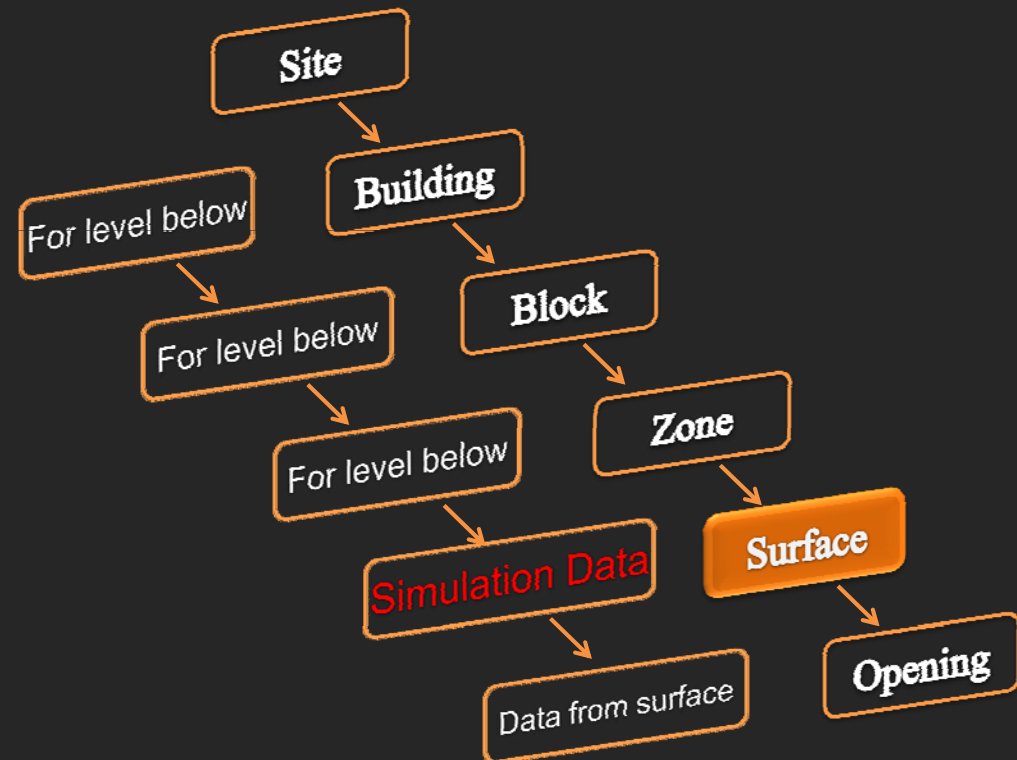 Site
Building
For level below
Block
For level below
Zone
For level below
Surface
Simulation Data
Opening
Data from surface